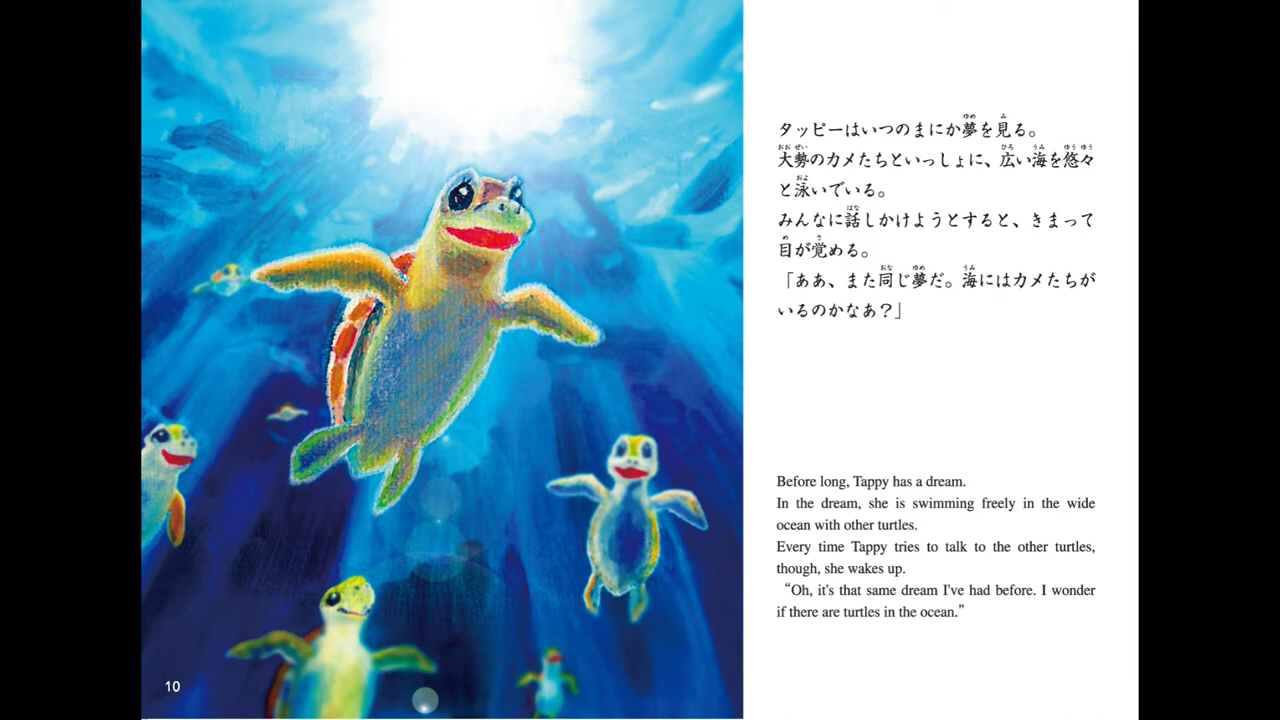 タッピーはいつのまにか夢を見る。
大勢のカメたちといっしょに、広い海を悠々
と泳いでいる。
みんなに話しかけようとすると、きまって
目が覚める。
「ああ、また同じ夢だ。海にはカメたちが
いるのかなあ？」
Before long, Tappy has a dream.
In the dream, she is swimming freely in the wide
ocean with other turtles.
Every time Tappy tries to talk to the other turtles,
though, she wakes up.
“Oh, it's that same dream I've had before. I wonder
if there are turtles in the ocean.”
10